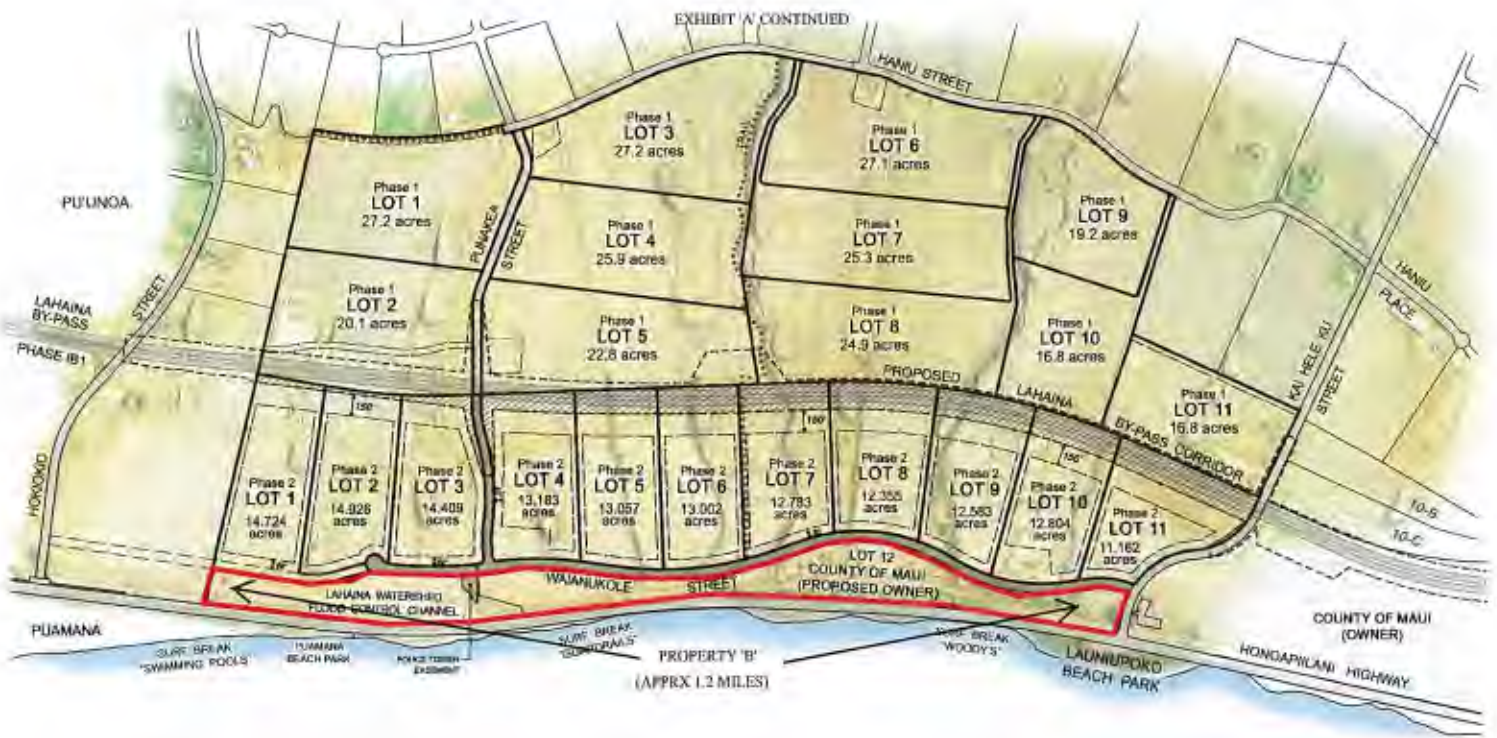 EXHIBIT 'A' CONTINUED
HANIU STREET
Phase 1
LOT 3
27.2 acres
TRAIL
Phase 1
LOT 6
27.1 acres
PU'UNOA
Phase 1
LOT 1
27.2 acres
PUNAKEA
STREET
Phase 1
LOT 4
25.9 acres
Phase 1
LOT 7
25.3 acres
Phase 1
LOT 9
19.2 acres
HANIU
PLACE
STREET
LAHAINA
BY-PASS
PHASE IB1
Phase 1
LOT 2
20.1 acres
Phase 1
LOT 5
22.8 acres
Phase 1
LOT 8
24.9 acres
Phase 1
LOT 10
16.8 acres
KAI HELE KU
STREET
Phase 1
LOT 11
16.8 acres
PROPOSED
LAHAINA
BY-PASS CORRIDOR
150'
150'
150'
HOKIOKIO
Phase 2
LOT 1
14.724
acres
Phase 2
LOT 2
14.926
acres
Phase 2
LOT 3
14.409
acres
Phase 2
LOT 4
13.183
acres
Phase 2
LOT 5
13.057
acres
Phase 2
LOT 6
13.002
acres
Phase 2
LOT 7
12.783
acres
Phase 2
LOT 8
12.355
acres
Phase 2
LOT 9
12.563
acres
Phase 2
LOT 10
12.804
acres
Phase 2
LOT 11
11.162
acres
10-S
10-C
WAIANUKOLE
STREET
LOT 12
COUNTY OF MAUI
(PROPOSED OWNER)
LAHAINA WATERSHED
FLOOD CONTROL CHANNEL
PUAMANA
SURF BREAK
"SWIMMING POOLS"
PUAMANA
BEACH PARK
EASEMENT
SURF BREAK
PROPERTY 'B'
(APPRX 1.2 MILES)
SURF BREAK
"WOODY'S"
LAUNIUPOKO
BEACH PARK
COUNTY OF MAUI
(OWNER)
HONOAPIILANI HIGHWAY